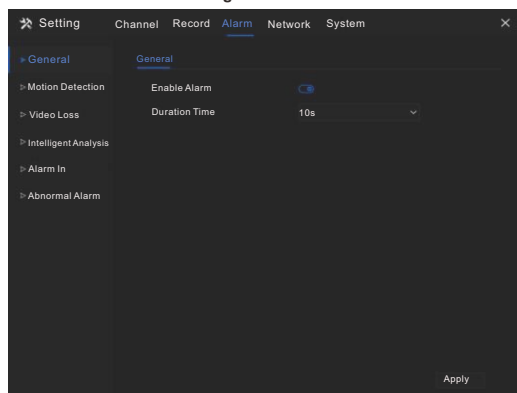 Setting Channel Record Alarm Network System
General
General
Motion Detection
Enable Alarm
Video Loss
Duration Time 10s
Intelligent Analysis
Alarm In
Abnormal Alarm
Apply